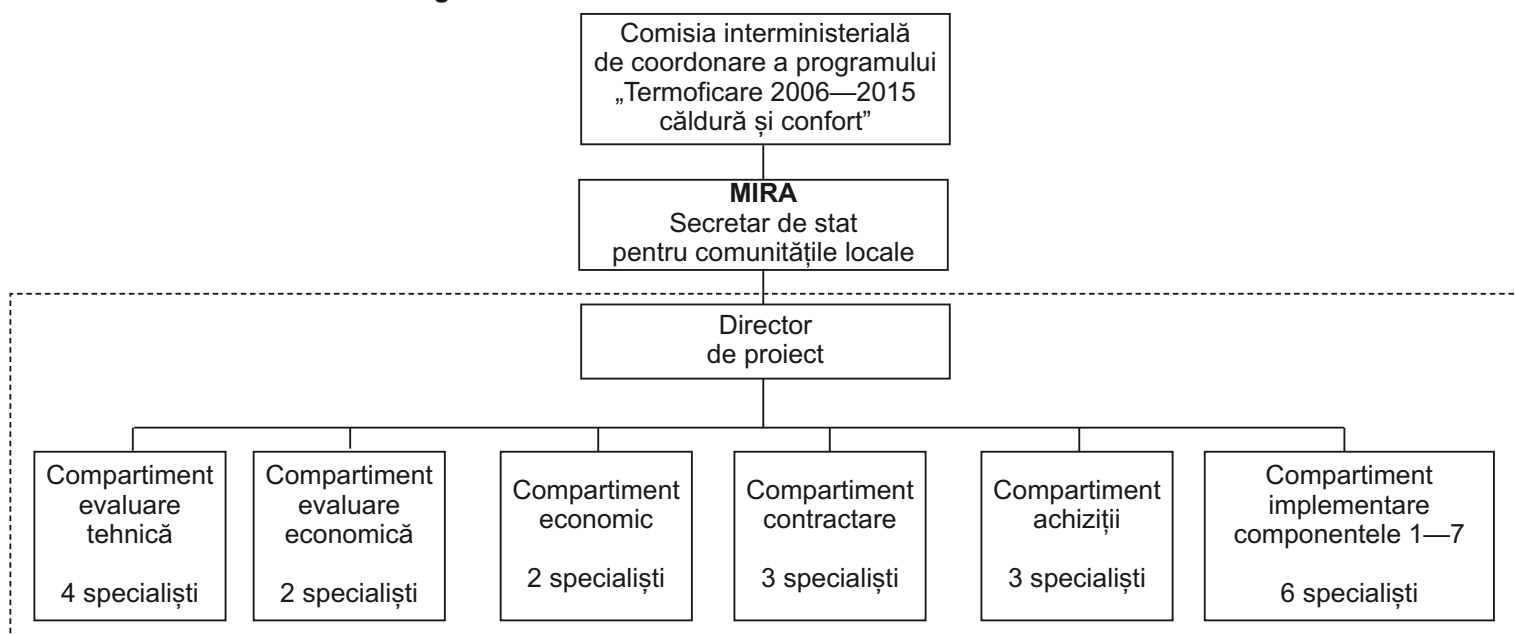 Comisia interministerială
de coordonare a programului
„Termoficare 2006—2015
căldură și confort”
MIRA
Secretar de stat
pentru comunitățile locale
Director
de proiect
Compartiment
evaluare
tehnică
4 specialiști
Compartiment
evaluare
economică
2 specialiști
Compartiment
economic
2 specialiști
Compartiment
contractare
3 specialiști
Compartiment
achiziții
3 specialiști
Compartiment
implementare
componentele 1—7
6 specialiști